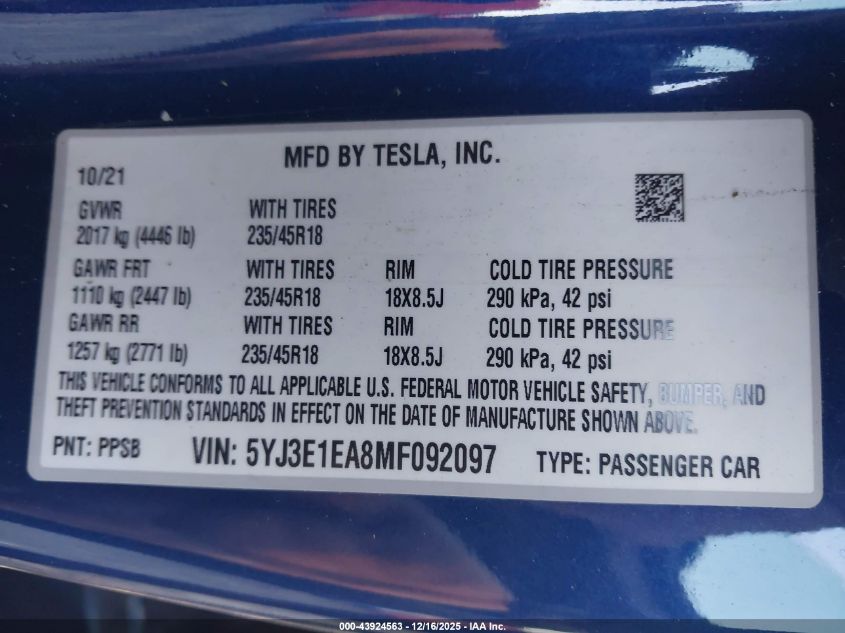 MFD BY TESLA, INC.
10/21
GVWR WITH TIRES
2017 kg (4446 lb) 235/45R18
GAWR FRT WITH TIRES RIM COLD TIRE PRESSURE
1110 kg (2447 lb) 235/45R18 18X8.5J 290 kPa, 42 psi
GAWR RR WITH TIRES RIM COLD TIRE PRESSURE
1257 kg (2771 lb) 235/45R18 18X8.5J 290 kPa, 42 psi
THIS VEHICLE CONFORMS TO ALL APPLICABLE U.S. FEDERAL MOTOR VEHICLE SAFETY, BUMPER, AND
THEFT PREVENTION STANDARDS IN EFFECT ON THE DATE OF MANUFACTURE SHOWN ABOVE.
PNT: PPSB VIN: 5YJ3E1EA8MF092097 TYPE: PASSENGER CAR
000-43924563 - 12/16/2025 - IAA Inc.